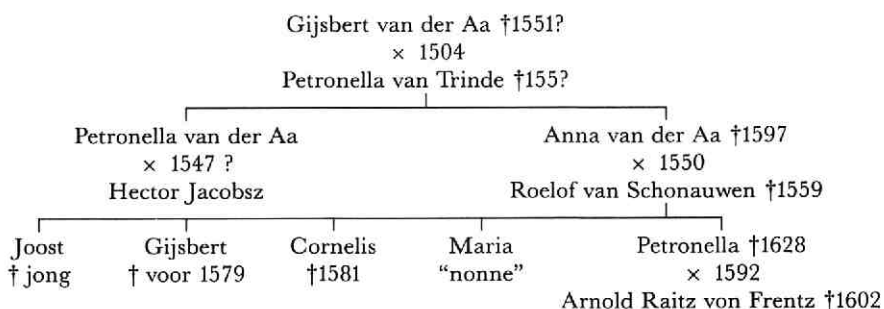 Gijsbert van der Aa †1551?
× 1504
Petronella van Trinde †155?
Petronella van der Aa
× 1547 ?
Hector Jacobsz
Anna van der Aa †1597
× 1550
Roelof van Schonauwen †1559
Joost
† jong
Gijsbert
† voor 1579
Cornelis
†1581
Maria
“nonne”
Petronella †1628
× 1592
Arnold Raitz von Frentz †1602